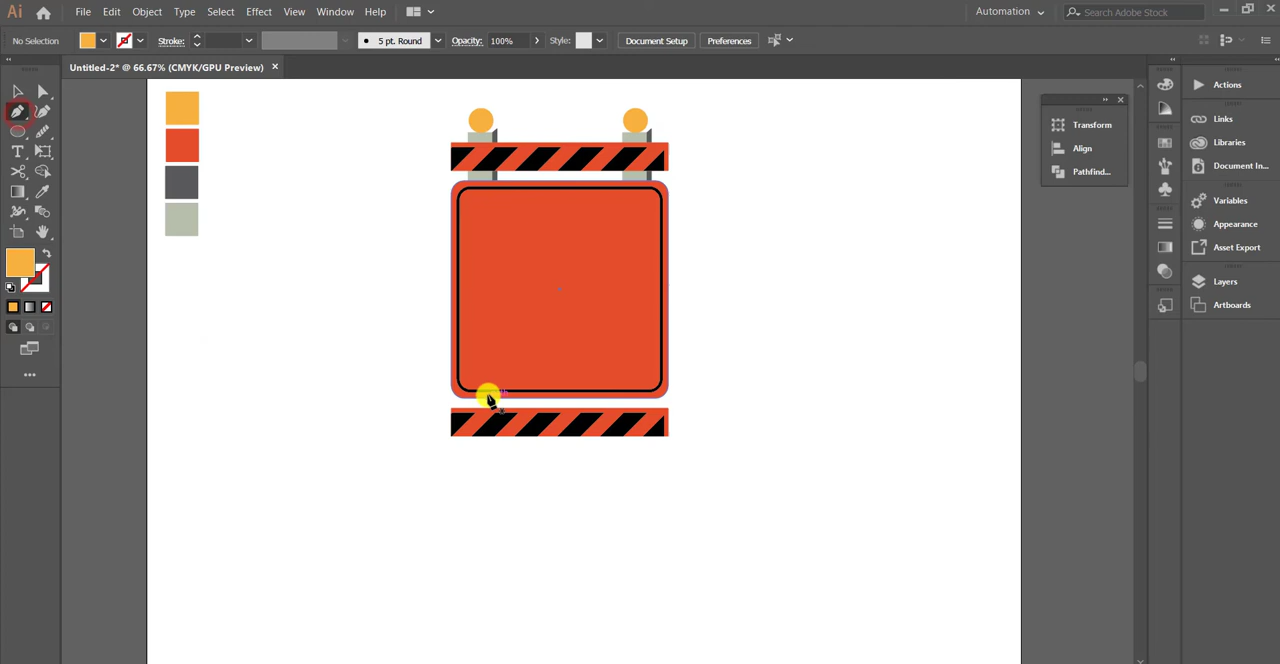 Ai File Edit Object Type Select Effect View Window Help Automation Search Adobe Stock
No Selection Stroke: 5 pt. Round Opacity: 100% Style: Document Setup Preferences
Untitled-2* @ 66.67% (CMYK/GPU Preview) ×
Transform
Align
Pathfind...
Actions
Links
Libraries
Document In...
Variables
Appearance
Asset Export
Layers
Artboards